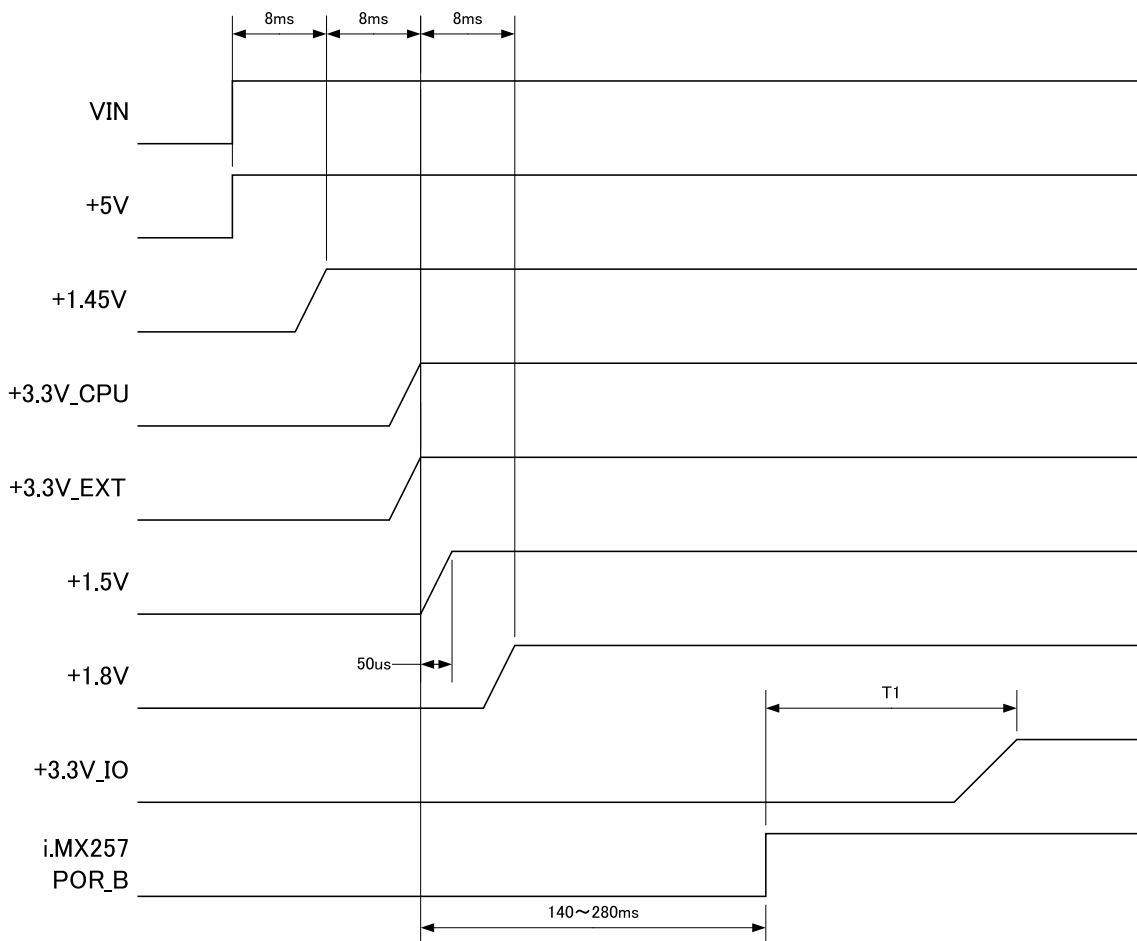 8ms 8ms 8ms
VIN
+5V
+1.45V
+3.3V_CPU
+3.3V_EXT
+1.5V
50us
+1.8V
T1
+3.3V_IO
i.MX257
POR_B
140～280ms